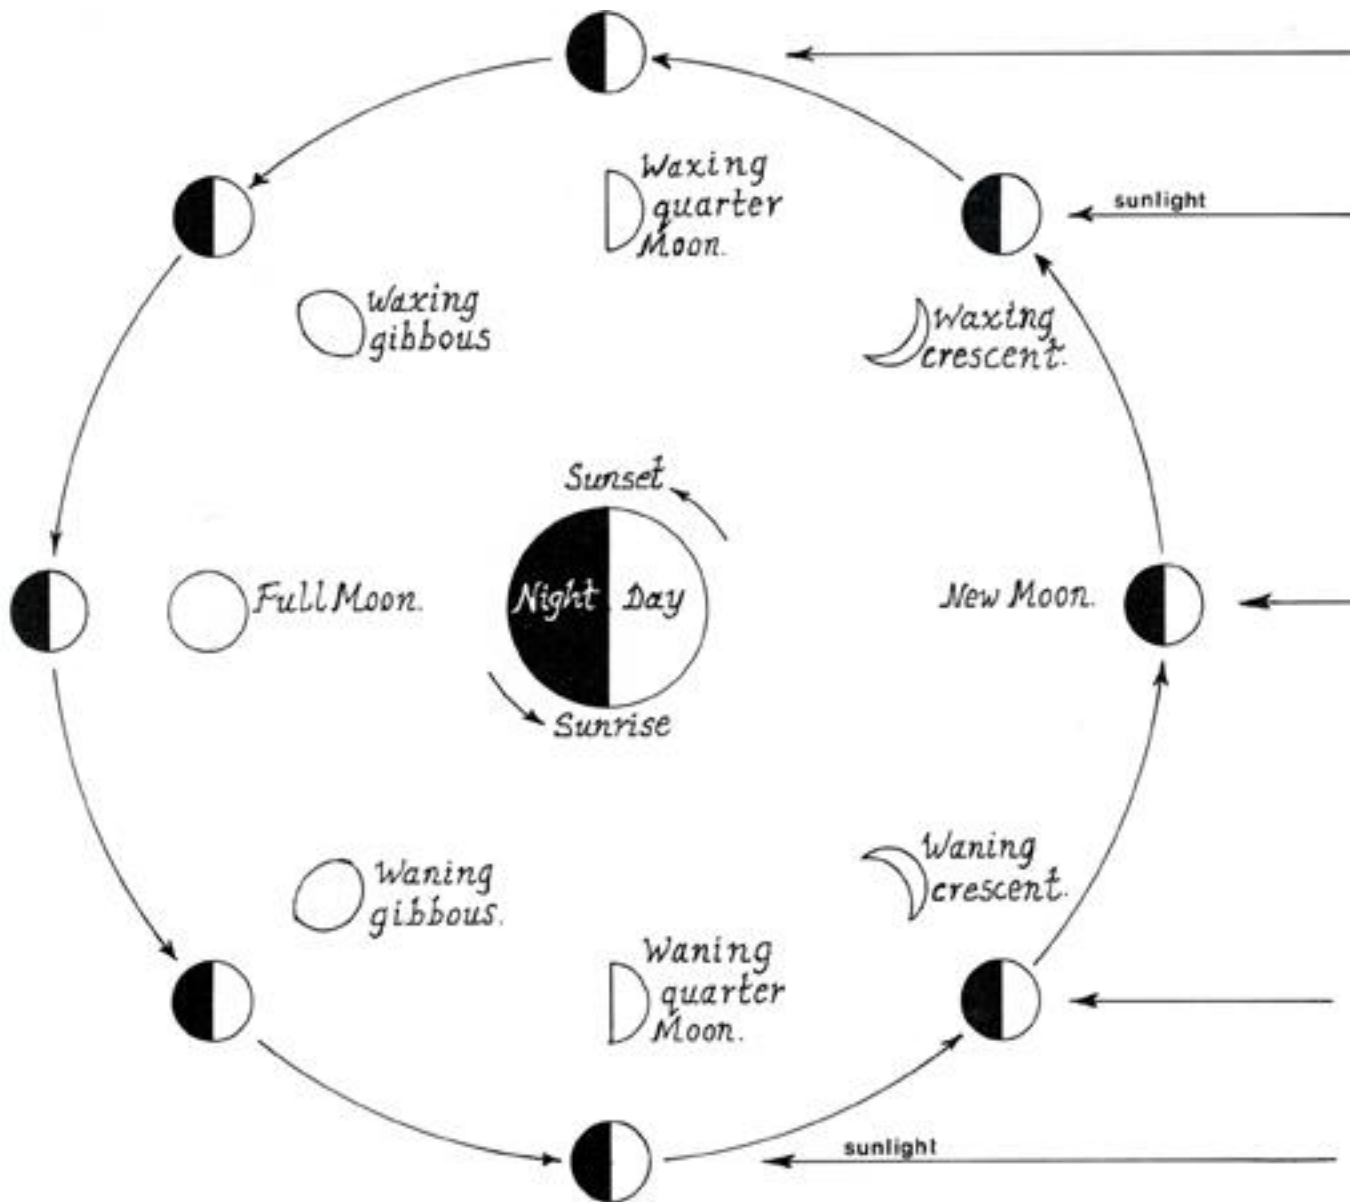 Waxing
quarter
Moon.
sunlight
Waxing
gibbous
Waxing
crescent.
Sunset
Full Moon.
Night Day
New Moon.
Sunrise
Waning
gibbous.
Waning
crescent.
Waning
quarter
Moon.
sunlight